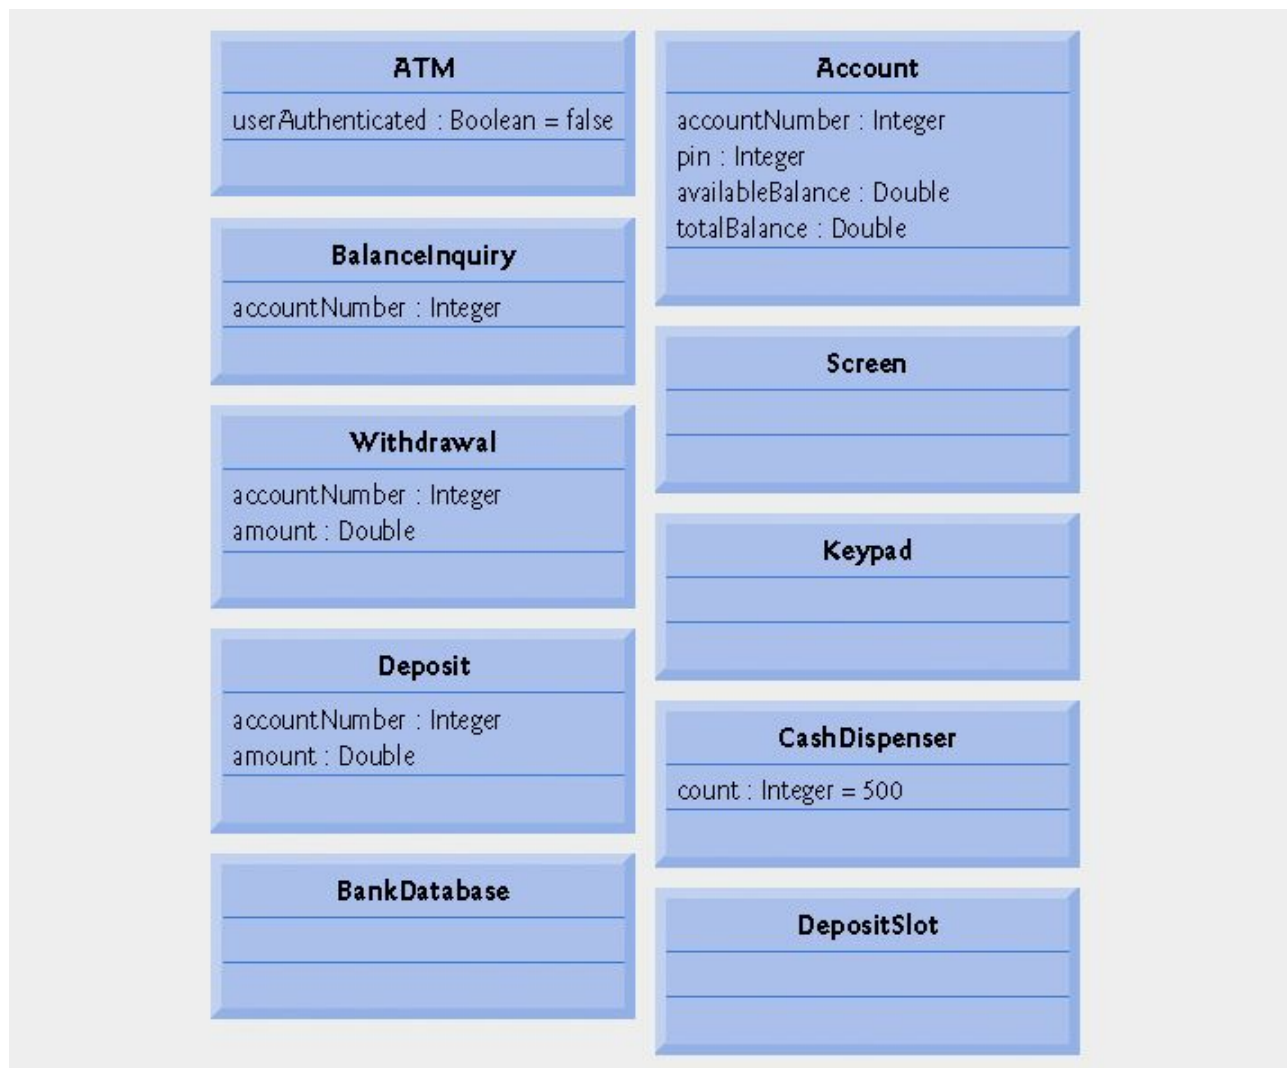 ATM
userAuthenticated : Boolean = false
BalanceInquiry
accountNumber : Integer
Withdrawal
accountNumber : Integer
amount : Double
Deposit
accountNumber : Integer
amount : Double
BankDatabase
Account
accountNumber : Integer
pin : Integer
availableBalance : Double
totalBalance : Double
Screen
Keypad
CashDispenser
count : Integer = 500
DepositSlot